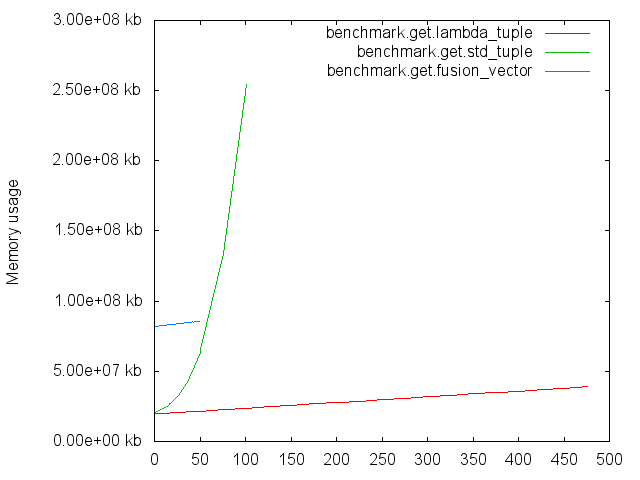 3.00e+08 kb
2.50e+08 kb
2.00e+08 kb
1.50e+08 kb
1.00e+08 kb
5.00e+07 kb
0.00e+00 kb
Memory usage
benchmark.get.lambda_tuple
benchmark.get.std_tuple
benchmark.get.fusion_vector
0 50 100 150 200 250 300 350 400 450 500